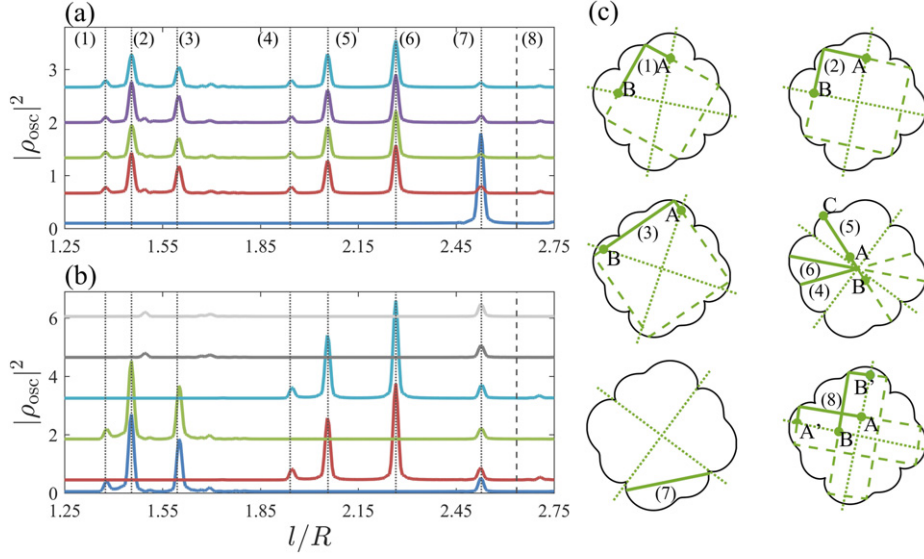 (a)
(1) (2) (3) (4) (5) (6) (7) (8)
3
2
1
0
|ρosc|²
1.25 1.55 1.85 2.15 2.45 2.75
(b)
6
4
2
0
|ρosc|²
1.25 1.55 1.85 2.15 2.45 2.75
l/R
(c)
(1) A B
(2) A B
(3) A B
C (5) A (6) (4) B
(7)
B' (8) A A' B